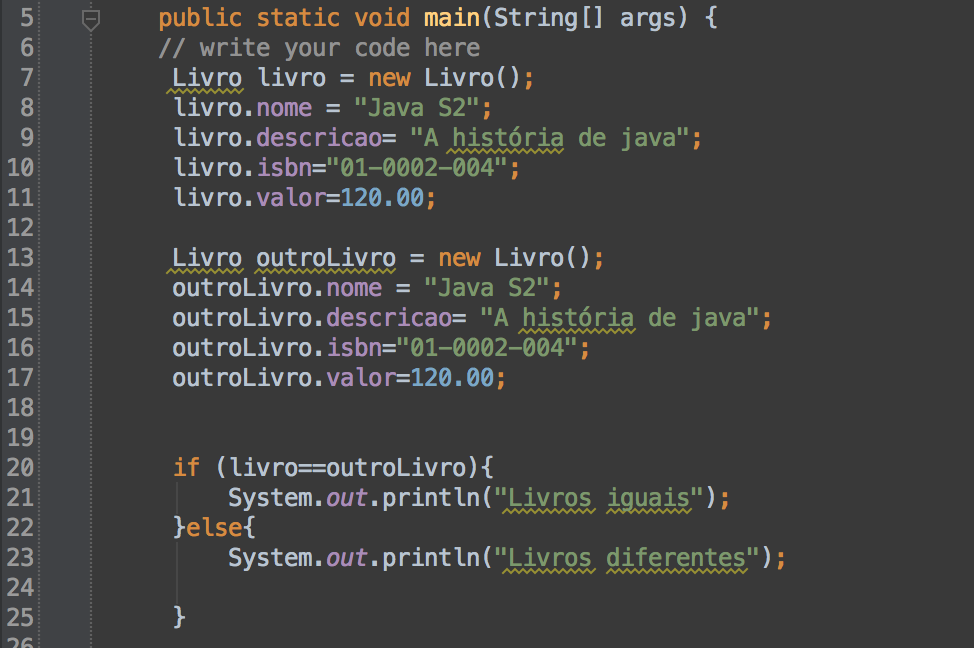 5 public static void main(String[] args) {
6 // write your code here
7 Livro livro = new Livro();
8 livro.nome = "Java S2";
9 livro.descricao= "A história de java";
10 livro.isbn="01-0002-004";
11 livro.valor=120.00;
12
13 Livro outroLivro = new Livro();
14 outroLivro.nome = "Java S2";
15 outroLivro.descricao= "A história de java";
16 outroLivro.isbn="01-0002-004";
17 outroLivro.valor=120.00;
18
19
20 if (livro==outroLivro){
21 System.out.println("Livros iguais");
22 }else{
23 System.out.println("Livros diferentes");
24
25 }
26